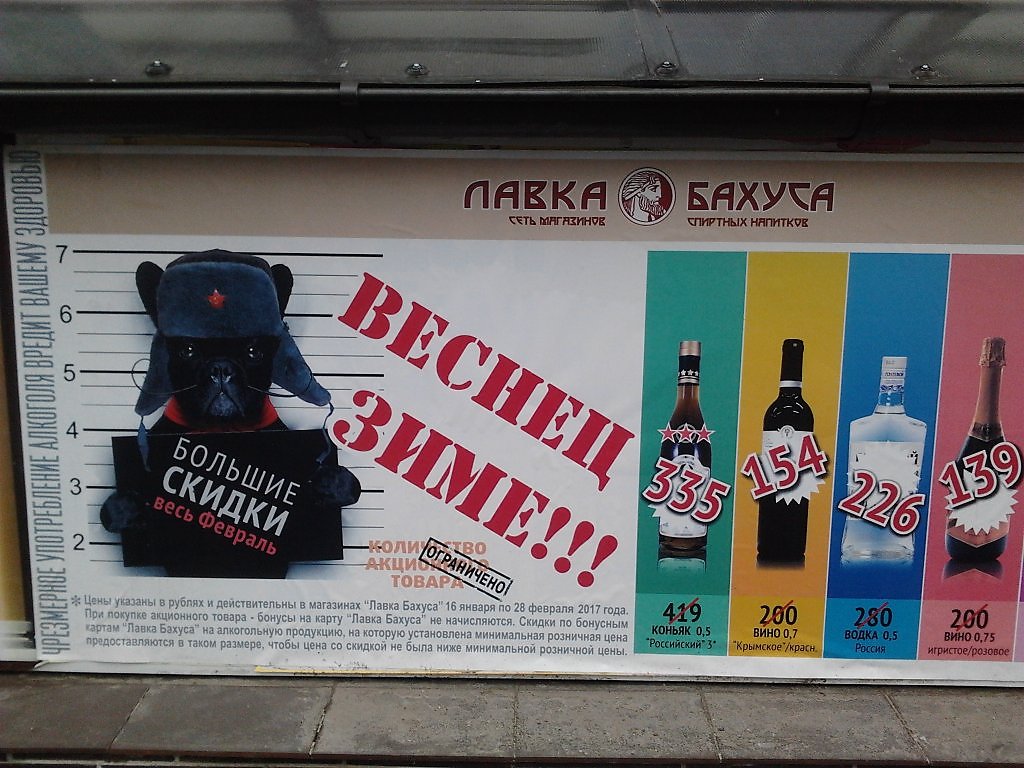 ЧРЕЗМЕРНОЕ УПОТРЕБЛЕНИЕ АЛКОГОЛЯ ВРЕДИТ ВАШЕМУ ЗДОРОВЬЮ
ЛАВКА БАХУСА
СЕТЬ МАГАЗИНОВ СПИРТНЫХ НАПИТКОВ
7
6
5
4
3
2
БОЛЬШИЕ
СКИДКИ
весь февраль
ВЕСНЕЦ
ЗИМЕ!!!
КОЛИЧЕСТВО
АКЦИОННОГО
ТОВАРА
ОГРАНИЧЕНО
* Цены указаны в рублях и действительны в магазинах "Лавка Бахуса" 16 января по 28 февраля 2017 года.
При покупке акционного товара - бонусы на карту "Лавка Бахуса" не начисляются. Скидки по бонусным
картам "Лавка Бахуса" на алкогольную продукцию, на которую установлена минимальная розничная цена
предоставляются в таком размере, чтобы цена со скидкой не была ниже минимальной розничной цены.
335
419
КОНЬЯК 0,5
"Российский" 3*
154
200
ВИНО 0,7
"Крымское"/красн.
226
280
ВОДКА 0,5
Россия
139
200
ВИНО 0,75
игристое/розовое